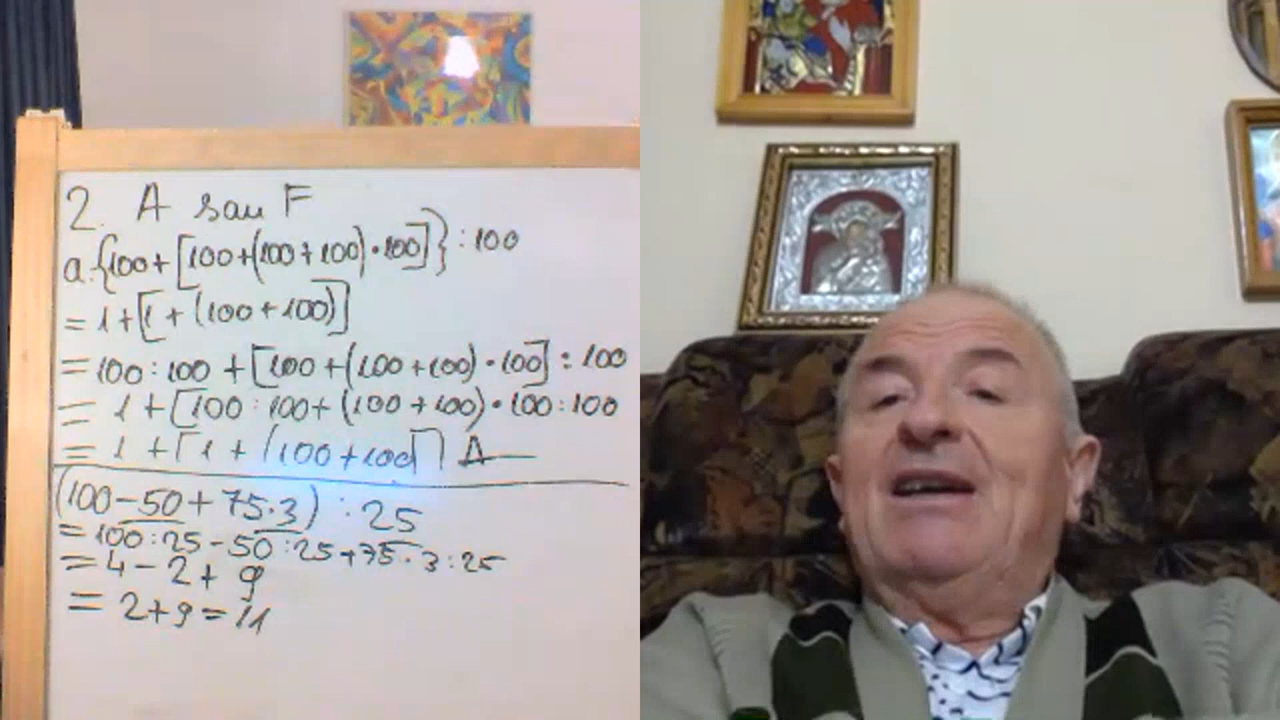 2. A sau F
a.{100+[100+(100+100)•100]}:100
= 1+[1+(100+100)]
= 100:100+[100+(100+100)•100]:100
= 1+[100:100+(100+100)•100:100
= 1+[1+(100+100)] A
(100-50+75.3):25
= 100:25-50:25+75.3:25
= 4-2+9
= 2+9=11